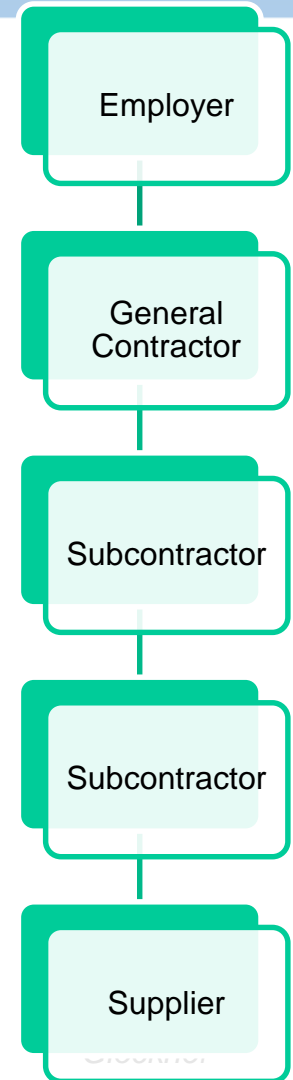 Employer
General
Contractor
Subcontractor
Subcontractor
Supplier